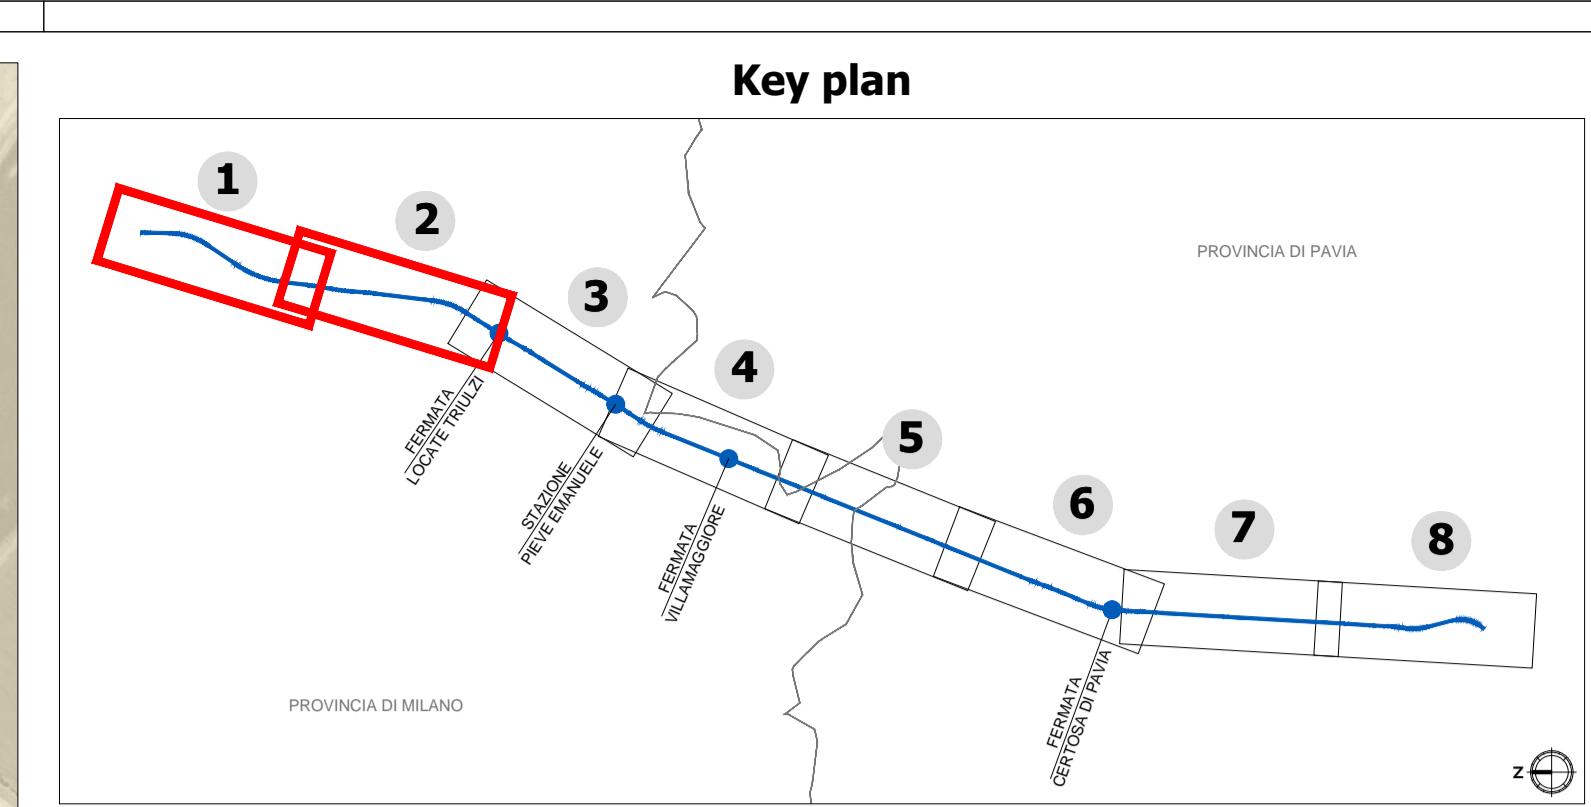 Key plan
1
2
3
4
5
6
7
8
PROVINCIA DI PAVIA
FERMATA
LOCATE TRIULZI
STAZIONE
PIEVE EMANUELE
FERMATA
VILLAMAGGIORE
FERMATA
CERTOSA DI PAVIA
PROVINCIA DI MILANO
N